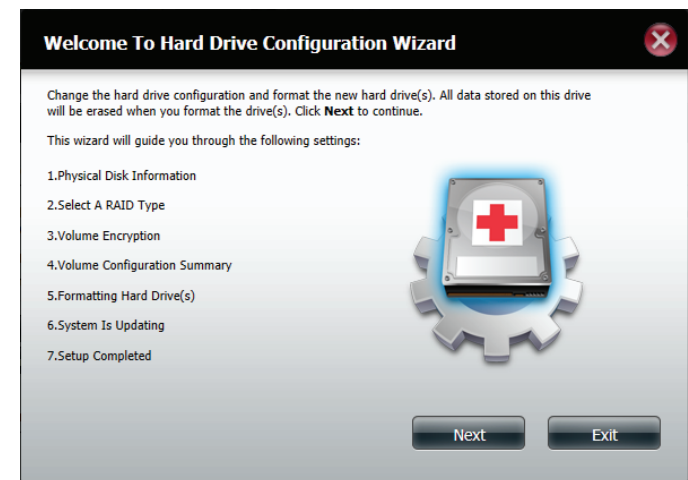 Welcome To Hard Drive Configuration Wizard
Change the hard drive configuration and format the new hard drive(s). All data stored on this drive
will be erased when you format the drive(s). Click Next to continue.
This wizard will guide you through the following settings:
1.Physical Disk Information
2.Select A RAID Type
3.Volume Encryption
4.Volume Configuration Summary
5.Formatting Hard Drive(s)
6.System Is Updating
7.Setup Completed
Next
Exit